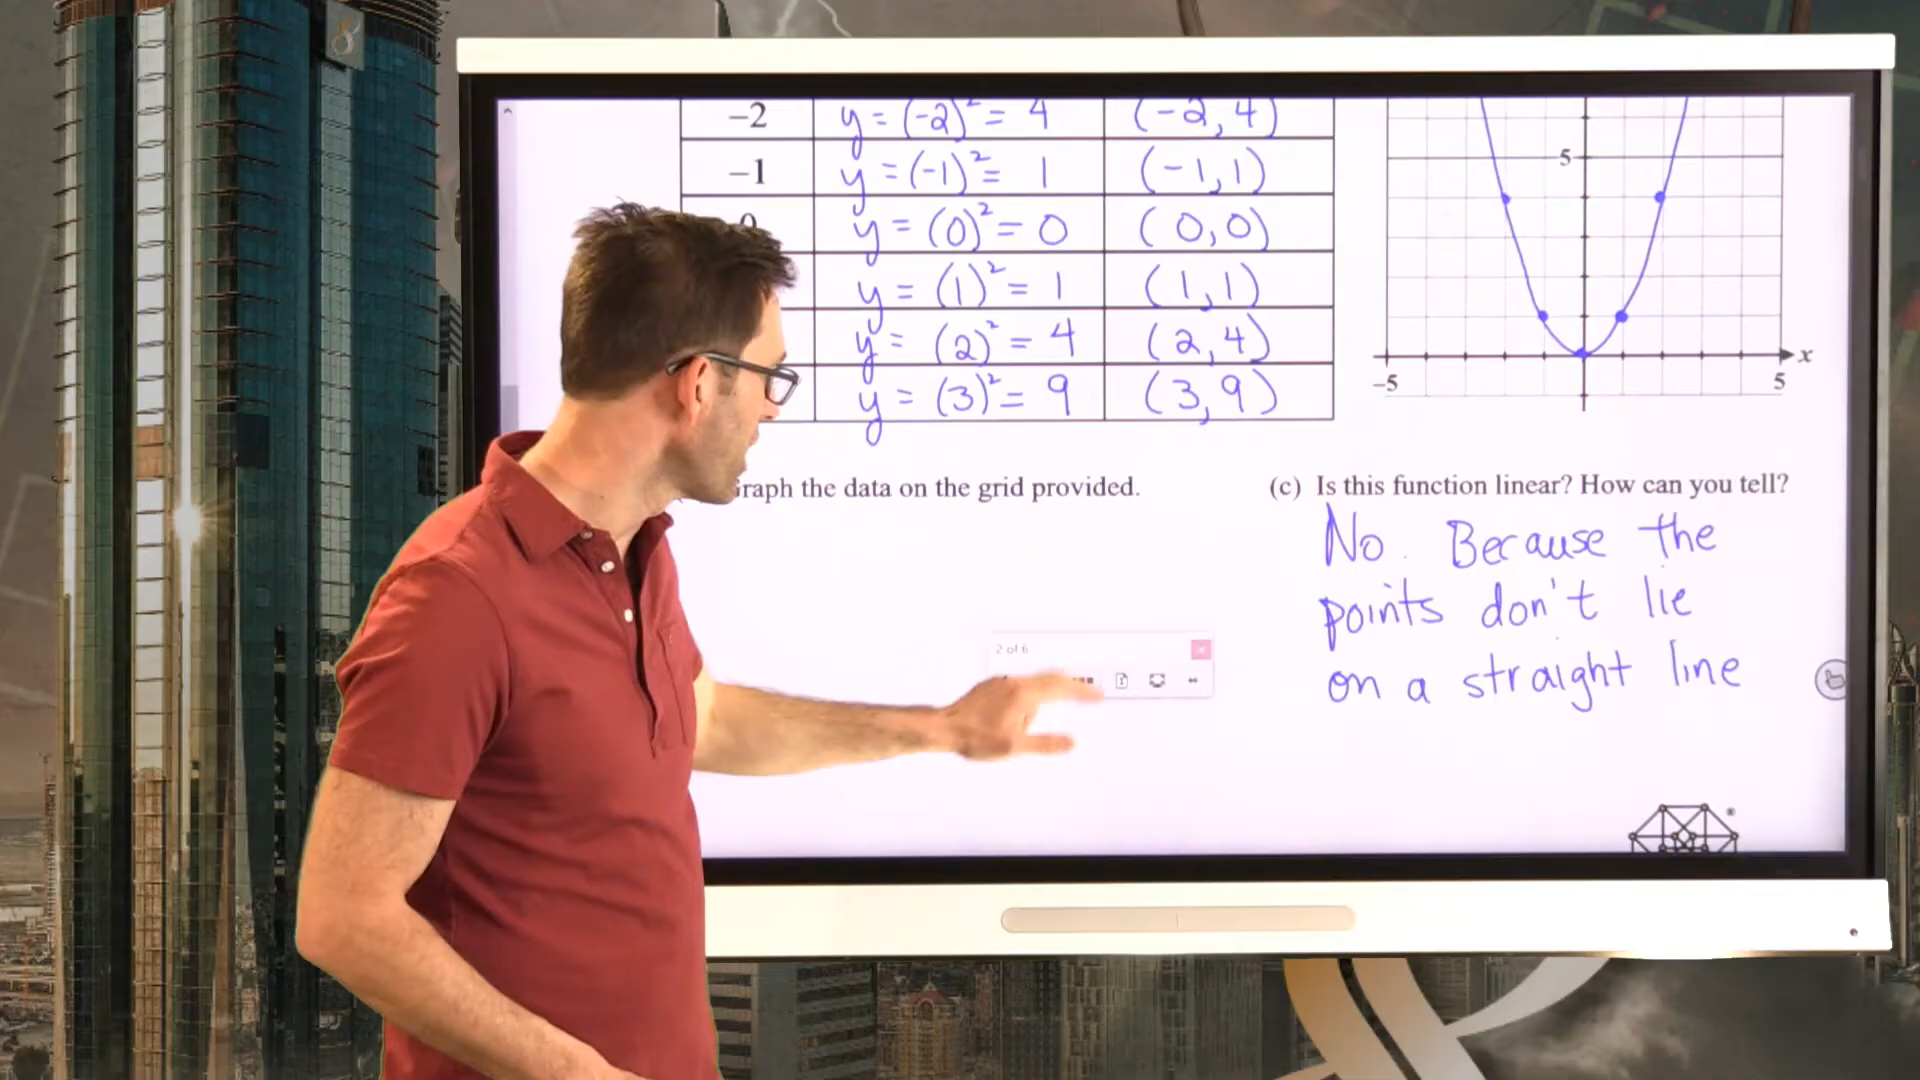 -2 y = (-2)² = 4 (-2, 4)
-1 y = (-1)² = 1 (-1, 1)
0 y = (0)² = 0 (0, 0)
y = (1)² = 1 (1, 1)
y = (2)² = 4 (2, 4)
y = (3)² = 9 (3, 9)
5
-5 5 x
raph the data on the grid provided.
(c) Is this function linear? How can you tell?
No. Because the
points don't lie
on a straight line
2 of 6